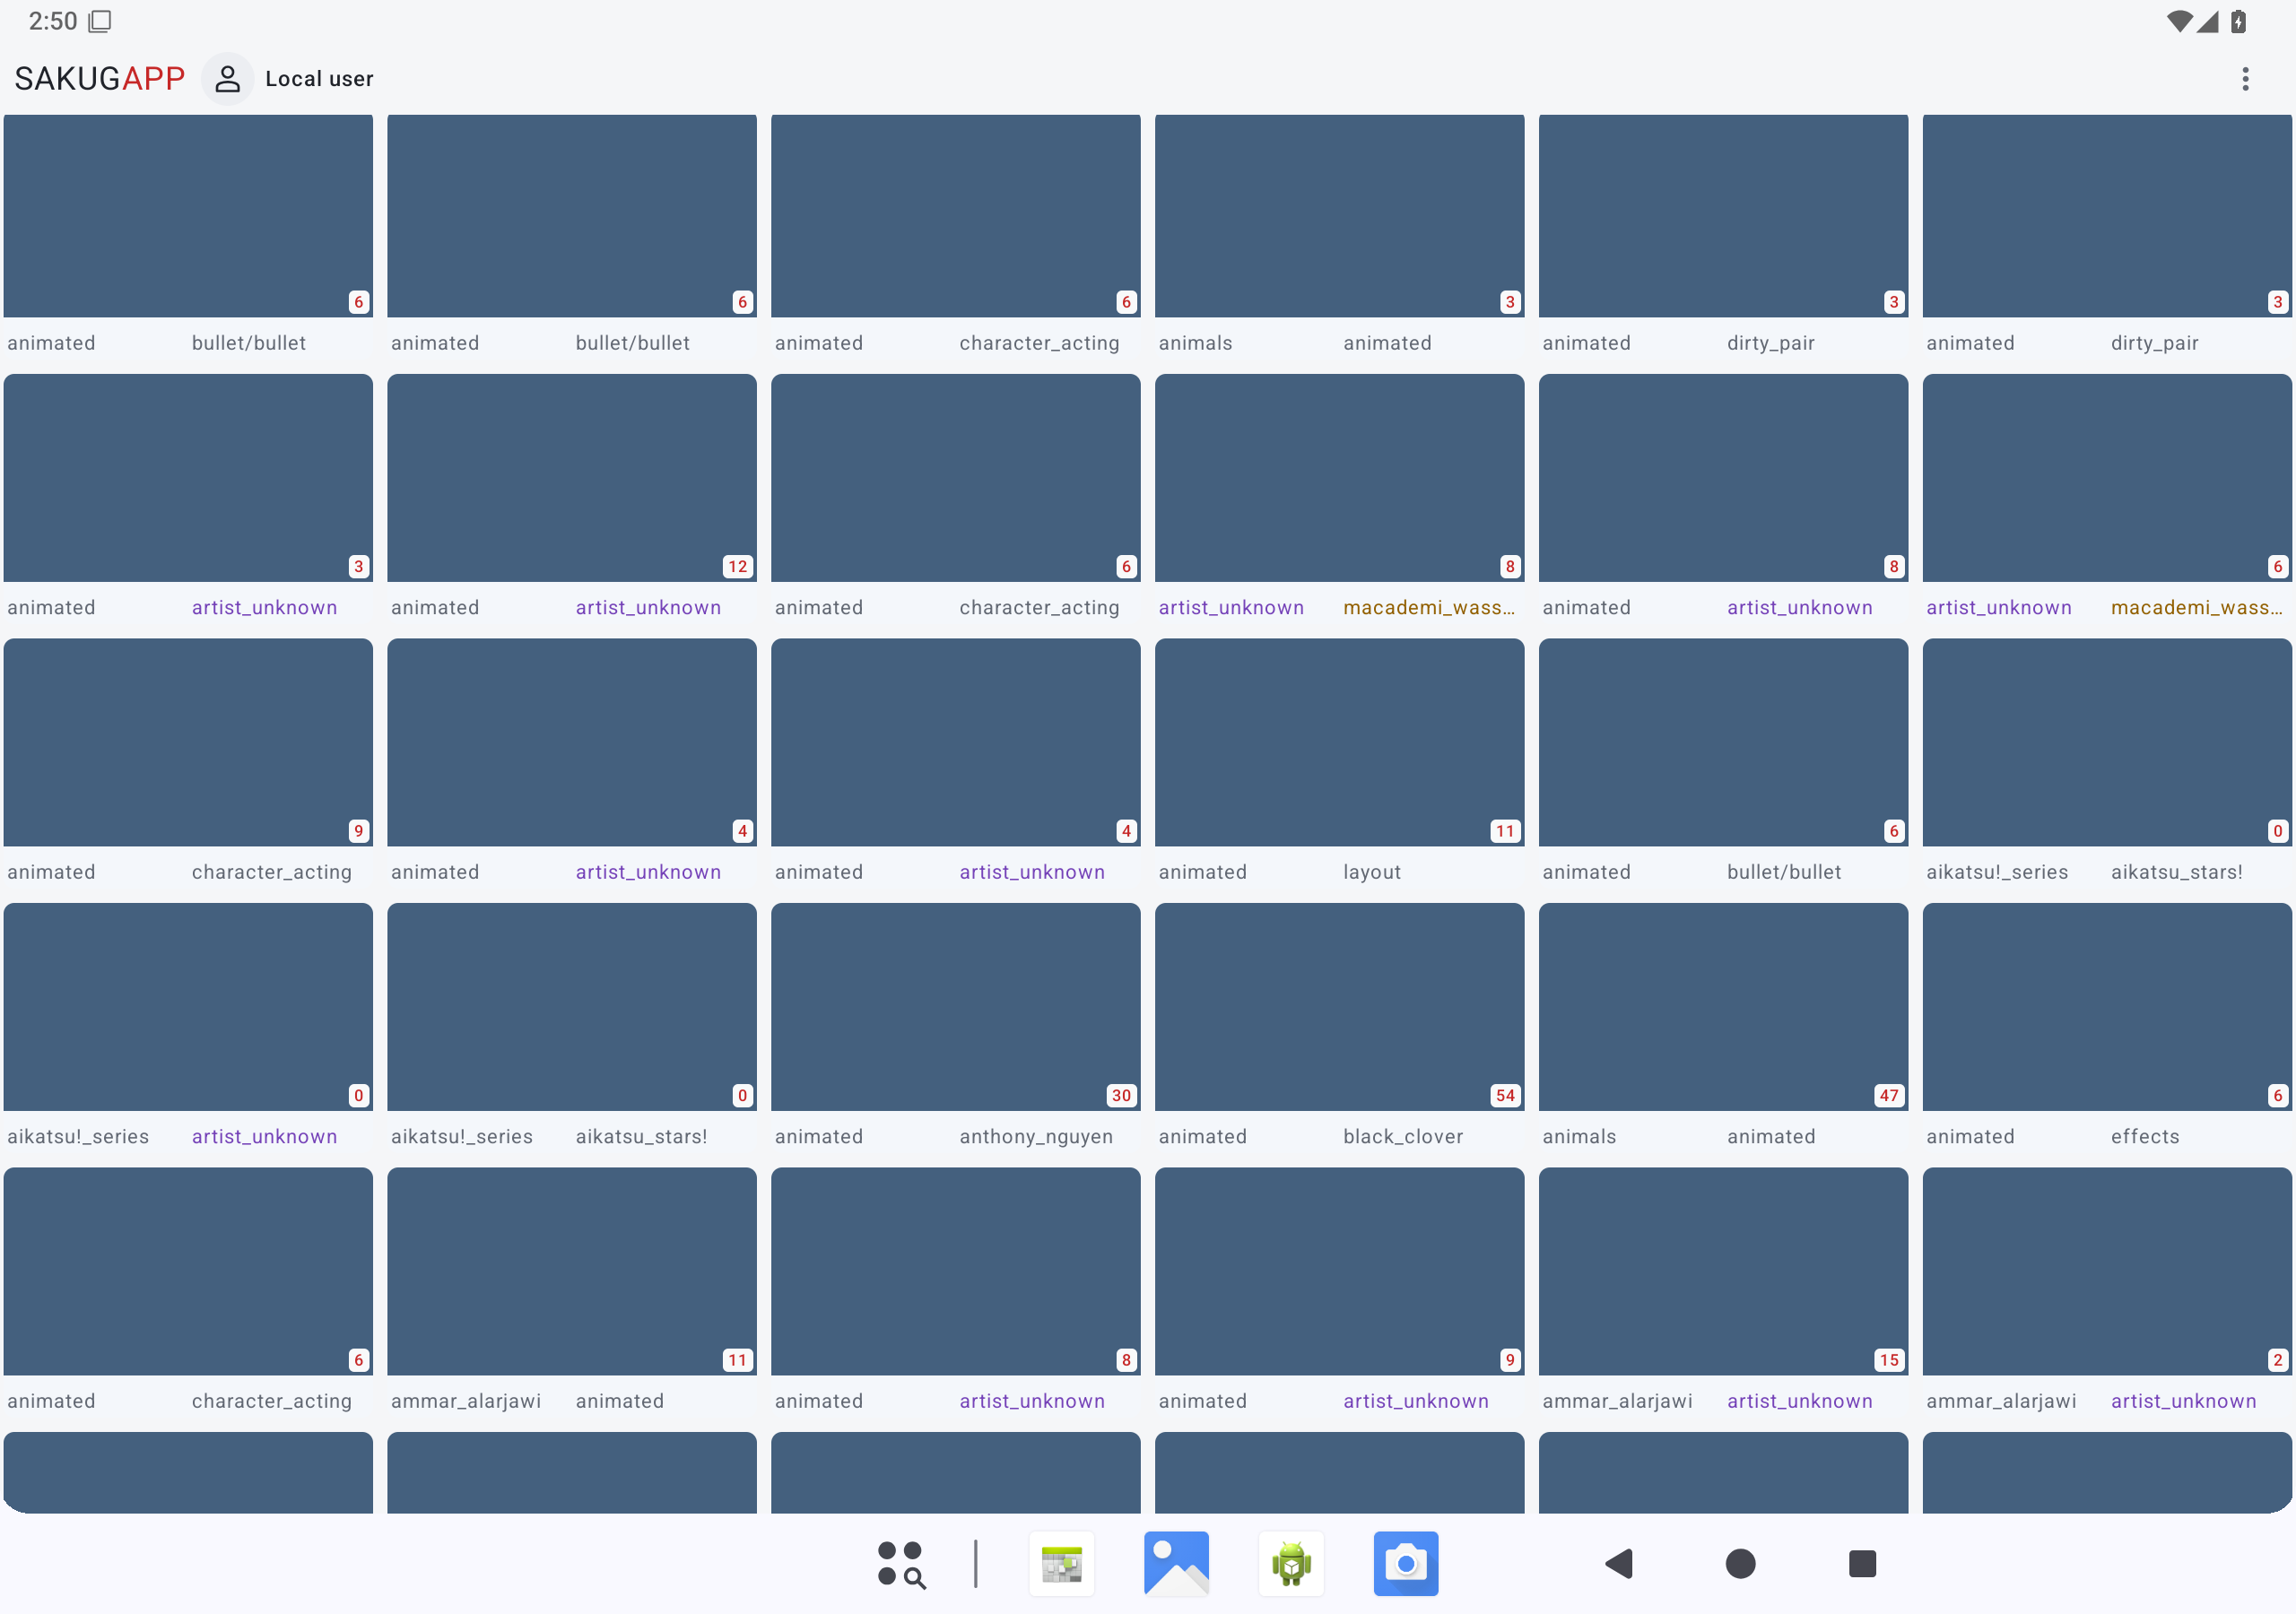 2:50
SAKUGAPP Local user
6 6 6 3 3 3
animated bullet/bullet animated bullet/bullet animated character_acting animals animated animated dirty_pair animated dirty_pair
3 12 6 8 8 6
animated artist_unknown animated artist_unknown animated character_acting artist_unknown macademi_wass... animated artist_unknown artist_unknown macademi_wass...
9 4 4 11 6 0
animated character_acting animated artist_unknown animated artist_unknown animated layout animated bullet/bullet aikatsu!_series aikatsu_stars!
0 0 30 54 47 6
aikatsu!_series artist_unknown aikatsu!_series aikatsu_stars! animated anthony_nguyen animated black_clover animals animated animated effects
6 11 8 9 15 2
animated character_acting ammar_alarjawi animated animated artist_unknown animated artist_unknown ammar_alarjawi artist_unknown ammar_alarjawi artist_unknown